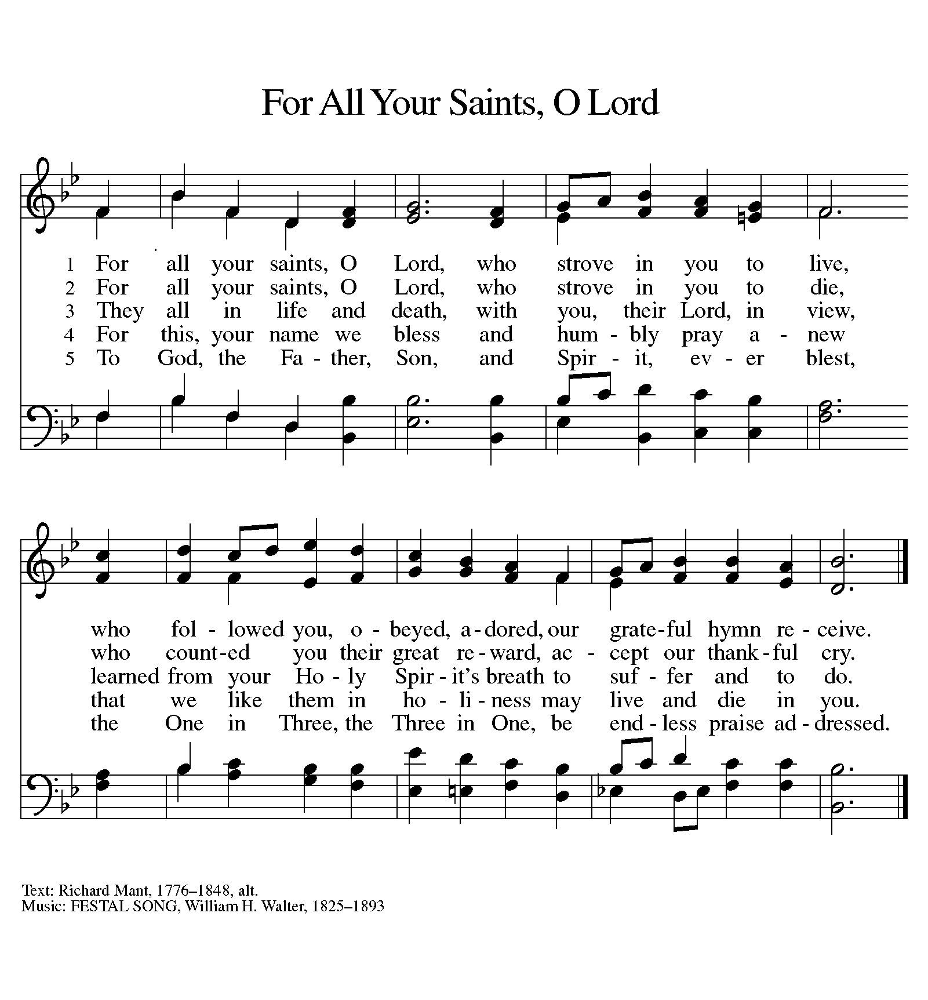 For All Your Saints, O Lord
1 For all your saints, O Lord, who strove in you to live,
2 For all your saints, O Lord, who strove in you to die,
3 They all in life and death, with you, their Lord, in view,
4 For this, your name we bless and hum - bly pray a - new
5 To God, the Fa - ther, Son, and Spir - it, ev - er blest,
who fol - lowed you, o - beyed, a - dored, our grate - ful hymn re - ceive.
who count - ed you their great re - ward, ac - cept our thank - ful cry.
learned from your Ho - ly Spir - it's breath to suf - fer and to do.
that we like them in ho - li - ness may live and die in you.
the One in Three, the Three in One, be end - less praise ad - dressed.
Text: Richard Mant, 1776–1848, alt.
Music: FESTAL SONG, William H. Walter, 1825–1893